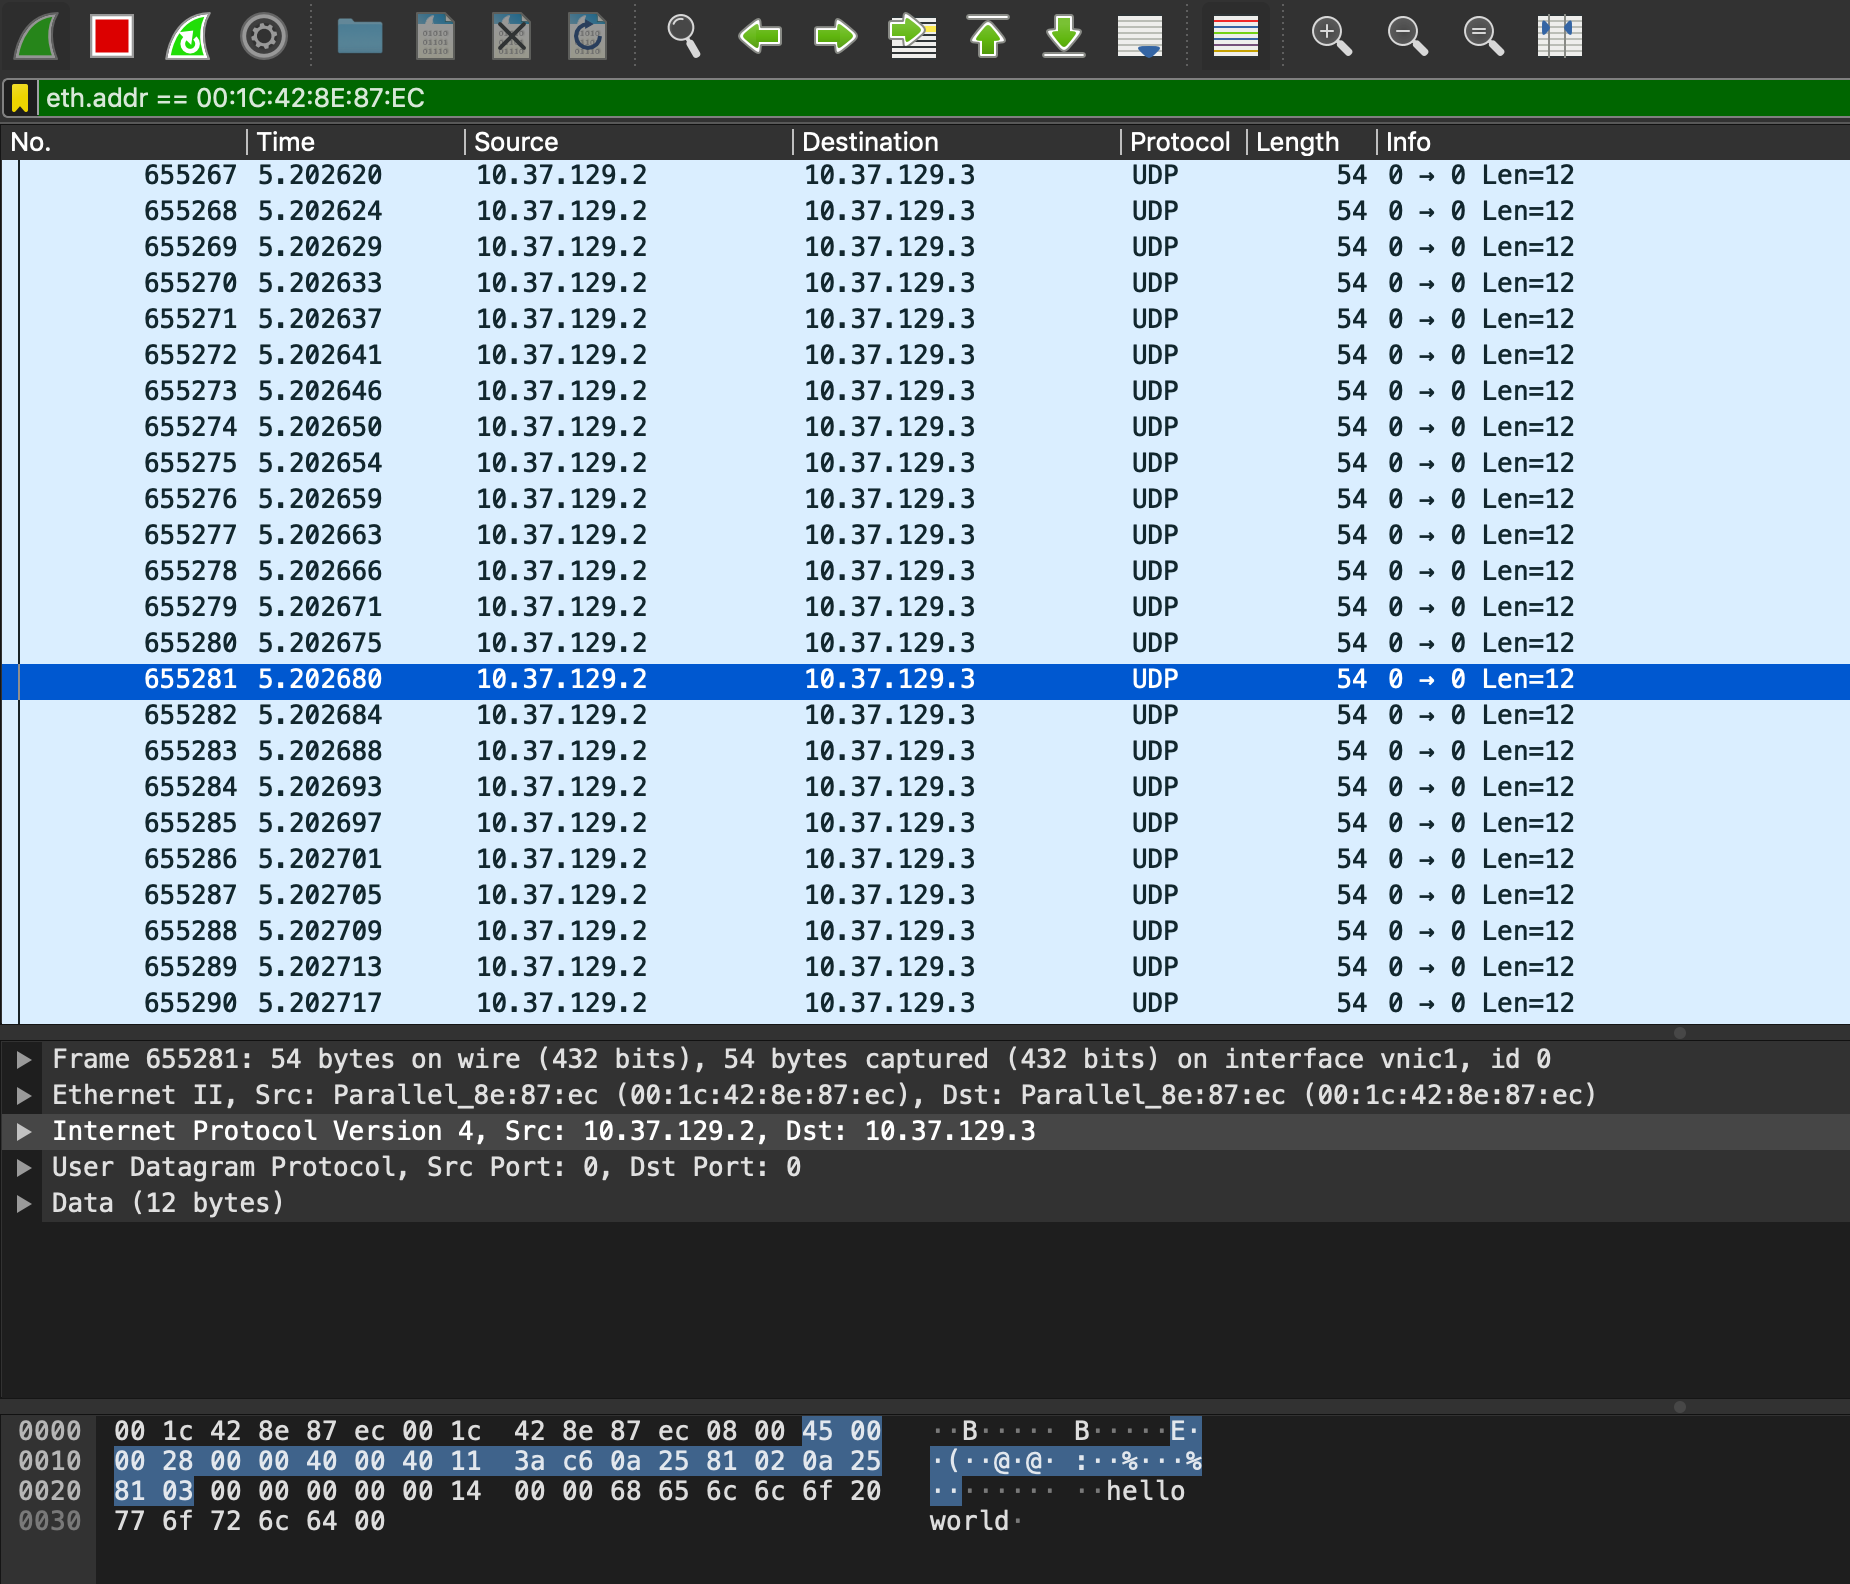 eth.addr == 00:1C:42:8E:87:EC
No. Time Source Destination Protocol Length Info
655267 5.202620 10.37.129.2 10.37.129.3 UDP 54 0 → 0 Len=12
655268 5.202624 10.37.129.2 10.37.129.3 UDP 54 0 → 0 Len=12
655269 5.202629 10.37.129.2 10.37.129.3 UDP 54 0 → 0 Len=12
655270 5.202633 10.37.129.2 10.37.129.3 UDP 54 0 → 0 Len=12
655271 5.202637 10.37.129.2 10.37.129.3 UDP 54 0 → 0 Len=12
655272 5.202641 10.37.129.2 10.37.129.3 UDP 54 0 → 0 Len=12
655273 5.202646 10.37.129.2 10.37.129.3 UDP 54 0 → 0 Len=12
655274 5.202650 10.37.129.2 10.37.129.3 UDP 54 0 → 0 Len=12
655275 5.202654 10.37.129.2 10.37.129.3 UDP 54 0 → 0 Len=12
655276 5.202659 10.37.129.2 10.37.129.3 UDP 54 0 → 0 Len=12
655277 5.202663 10.37.129.2 10.37.129.3 UDP 54 0 → 0 Len=12
655278 5.202666 10.37.129.2 10.37.129.3 UDP 54 0 → 0 Len=12
655279 5.202671 10.37.129.2 10.37.129.3 UDP 54 0 → 0 Len=12
655280 5.202675 10.37.129.2 10.37.129.3 UDP 54 0 → 0 Len=12
655281 5.202680 10.37.129.2 10.37.129.3 UDP 54 0 → 0 Len=12
655282 5.202684 10.37.129.2 10.37.129.3 UDP 54 0 → 0 Len=12
655283 5.202688 10.37.129.2 10.37.129.3 UDP 54 0 → 0 Len=12
655284 5.202693 10.37.129.2 10.37.129.3 UDP 54 0 → 0 Len=12
655285 5.202697 10.37.129.2 10.37.129.3 UDP 54 0 → 0 Len=12
655286 5.202701 10.37.129.2 10.37.129.3 UDP 54 0 → 0 Len=12
655287 5.202705 10.37.129.2 10.37.129.3 UDP 54 0 → 0 Len=12
655288 5.202709 10.37.129.2 10.37.129.3 UDP 54 0 → 0 Len=12
655289 5.202713 10.37.129.2 10.37.129.3 UDP 54 0 → 0 Len=12
655290 5.202717 10.37.129.2 10.37.129.3 UDP 54 0 → 0 Len=12
Frame 655281: 54 bytes on wire (432 bits), 54 bytes captured (432 bits) on interface vnic1, id 0
Ethernet II, Src: Parallel_8e:87:ec (00:1c:42:8e:87:ec), Dst: Parallel_8e:87:ec (00:1c:42:8e:87:ec)
Internet Protocol Version 4, Src: 10.37.129.2, Dst: 10.37.129.3
User Datagram Protocol, Src Port: 0, Dst Port: 0
Data (12 bytes)
0000 00 1c 42 8e 87 ec 00 1c 42 8e 87 ec 08 00 45 00 ··B····· B·····E·
0010 00 28 00 00 40 00 40 11 3a c6 0a 25 81 02 0a 25 ·(··@·@· :··%···%
0020 81 03 00 00 00 00 00 14 00 00 68 65 6c 6c 6f 20 ········ ··hello
0030 77 6f 72 6c 64 00 world·